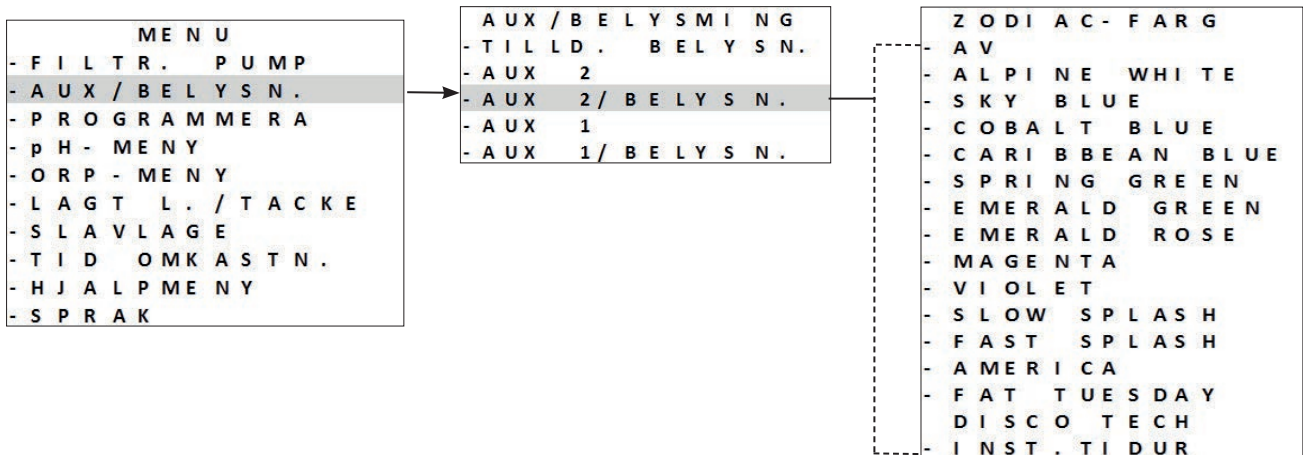 MENU
-FILTR. PUMP
-AUX/BELYSN.
-PROGRAMMERA
-pH-MENY
-ORP-MENY
-LAGT L./TACKE
-SLAVLAGE
-TID OMKASTN.
-HJALPMENY
-SPRAK
AUX/BELYSMING
-TILLD. BELYSN.
-AUX 2
-AUX 2/BELYSN.
-AUX 1
-AUX 1/BELYSN.
ZODIAC-FARG
- AV
- ALPINE WHITE
- SKY BLUE
- COBALT BLUE
- CARIBBEAN BLUE
- SPRING GREEN
- EMERALD GREEN
- EMERALD ROSE
- MAGENTA
- VIOLET
- SLOW SPLASH
- FAST SPLASH
- AMERICA
- FAT TUESDAY
DISCO TECH
- INST.TIDUR